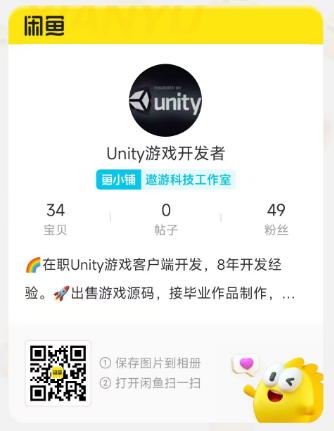 闲鱼
POWERED BY
unity
Unity游戏开发者
鱼小铺 遨游科技工作室
34 0 49
宝贝 帖子 粉丝
🌈在职Unity游戏客户端开发，8年开发经
验。🚀出售游戏源码，接毕业作品制作，...
① 保存图片到相册
② 打开闲鱼扫一扫